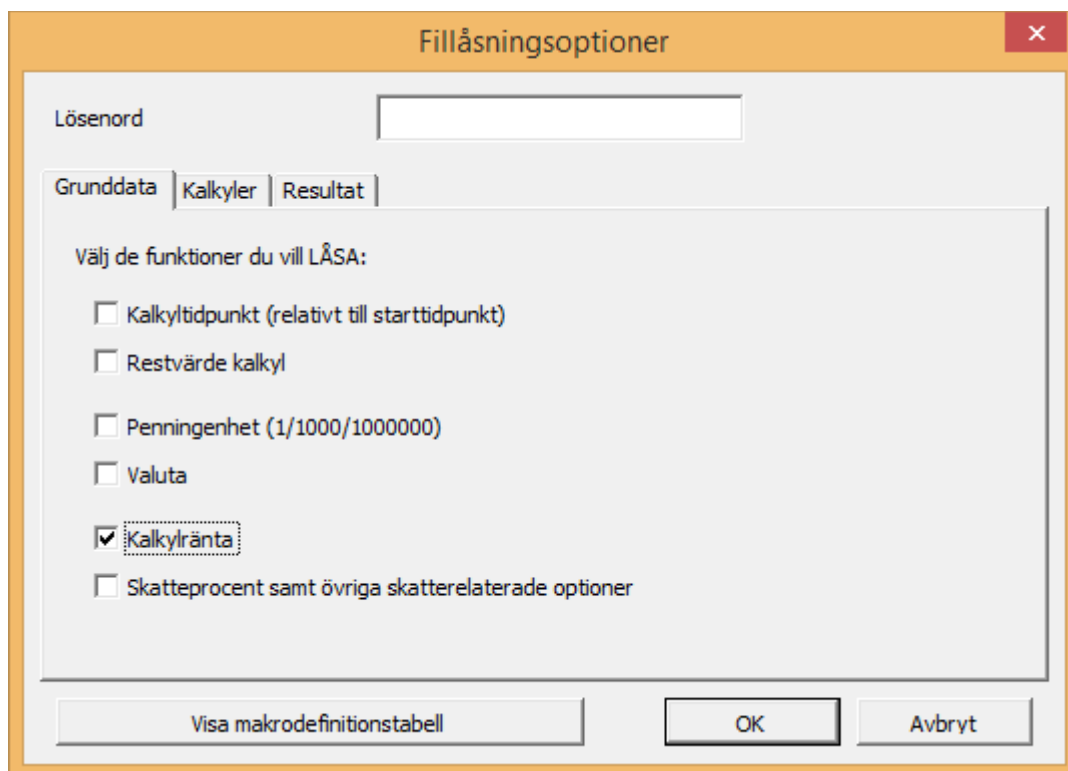 Fillåsningsoptioner
Lösenord
Grunddata Kalkyler Resultat
Välj de funktioner du vill LÅSA:
Kalkyltidpunkt (relativt till starttidpunkt)
Restvärde kalkyl
Penningenhet (1/1000/1000000)
Valuta
Kalkylränta
Skatteprocent samt övriga skatterelaterade optioner
Visa makrodefinitionstabell OK Avbryt